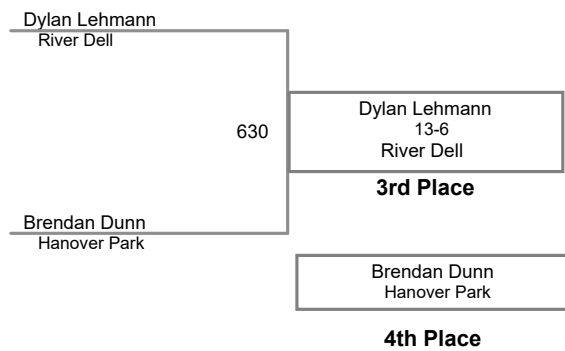 Dylan Lehmann
River Dell
630
Dylan Lehmann
13-6
River Dell
3rd Place
Brendan Dunn
Hanover Park
Brendan Dunn
Hanover Park
4th Place